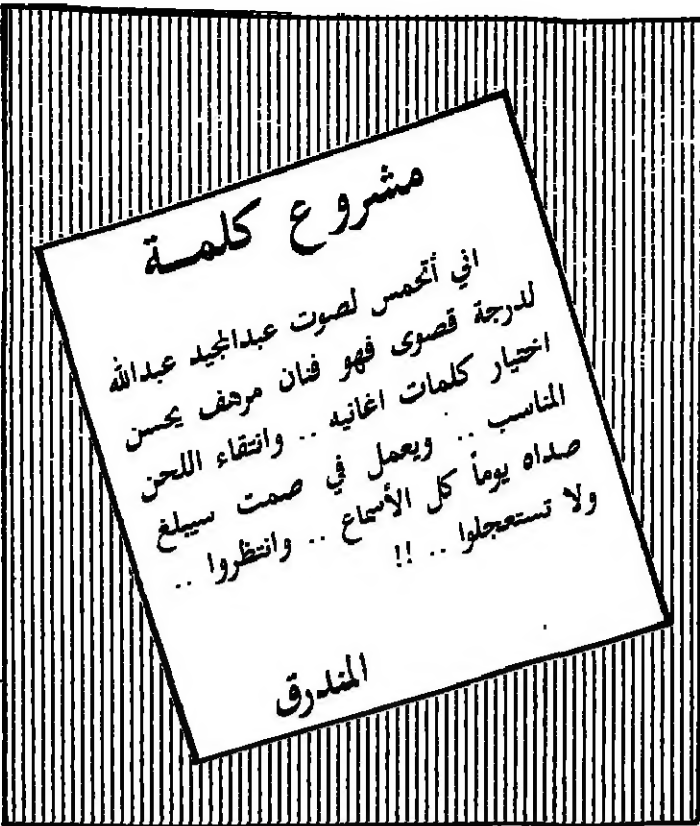 مشروع كلمة
اني أتحمس لصوت عبدالمجيد عبدالله
لدرجة قصوى فهو فنان مرهف يحسن
اختيار كلمات اغانيه .. وانتقاء اللحن
المناسب .. ويعمل في صمت سيبلغ
صداه يوماً كل الأسماع .. وانتظروا ..
ولا تستعجلوا .. !!
المندرق